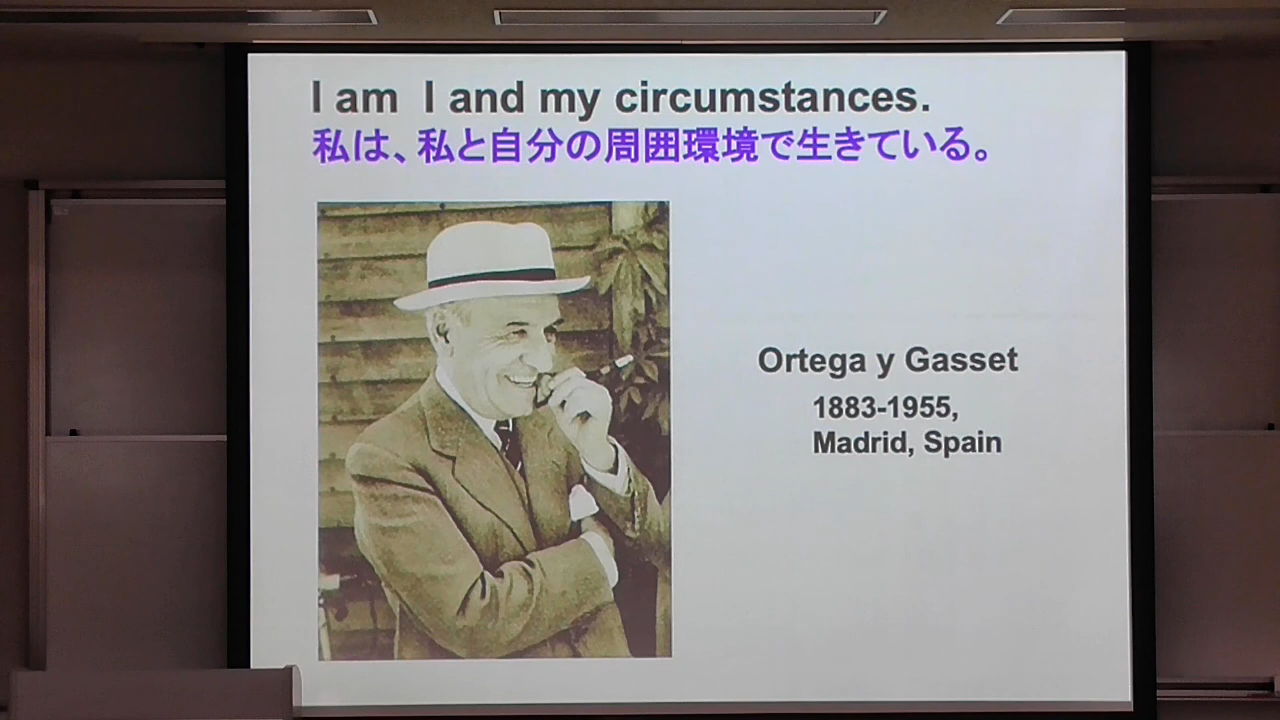 I am  I and my circumstances.
私は、私と自分の周囲環境で生きている。
Ortega y Gasset
1883-1955,
Madrid, Spain